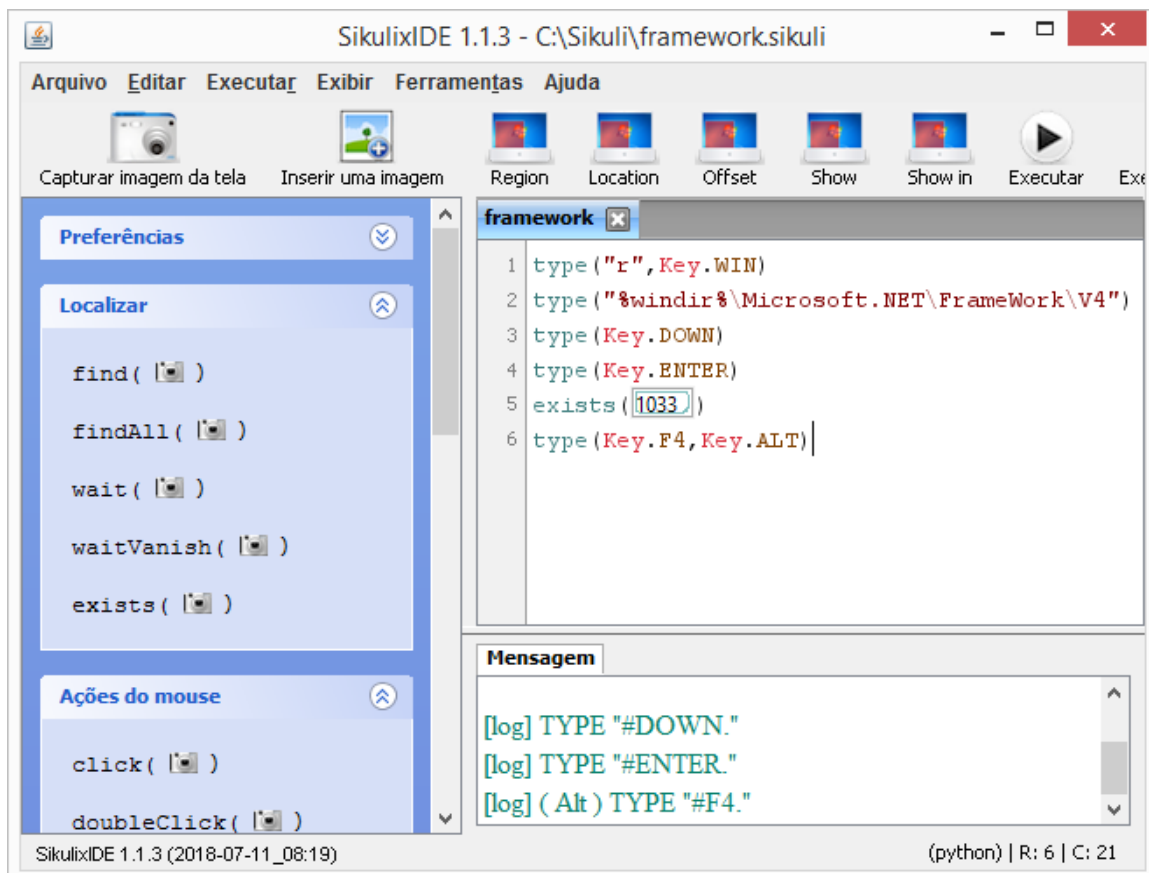 SikulixIDE 1.1.3 - C:\Sikuli\framework.sikuli
Arquivo Editar Executar Exibir Ferramentas Ajuda
Capturar imagem da tela Inserir uma imagem Region Location Offset Show Show in Executar Exe
Preferências
Localizar
find( )
findAll( )
wait( )
waitVanish( )
exists( )
Ações do mouse
click( )
doubleClick( )
framework
1 type("r",Key.WIN)
2 type("%windir%\Microsoft.NET\FrameWork\V4")
3 type(Key.DOWN)
4 type(Key.ENTER)
5 exists(1033)
6 type(Key.F4,Key.ALT)
Mensagem
[log] TYPE "#DOWN."
[log] TYPE "#ENTER."
[log] ( Alt ) TYPE "#F4."
SikulixIDE 1.1.3 (2018-07-11_08:19) (python) | R: 6 | C: 21